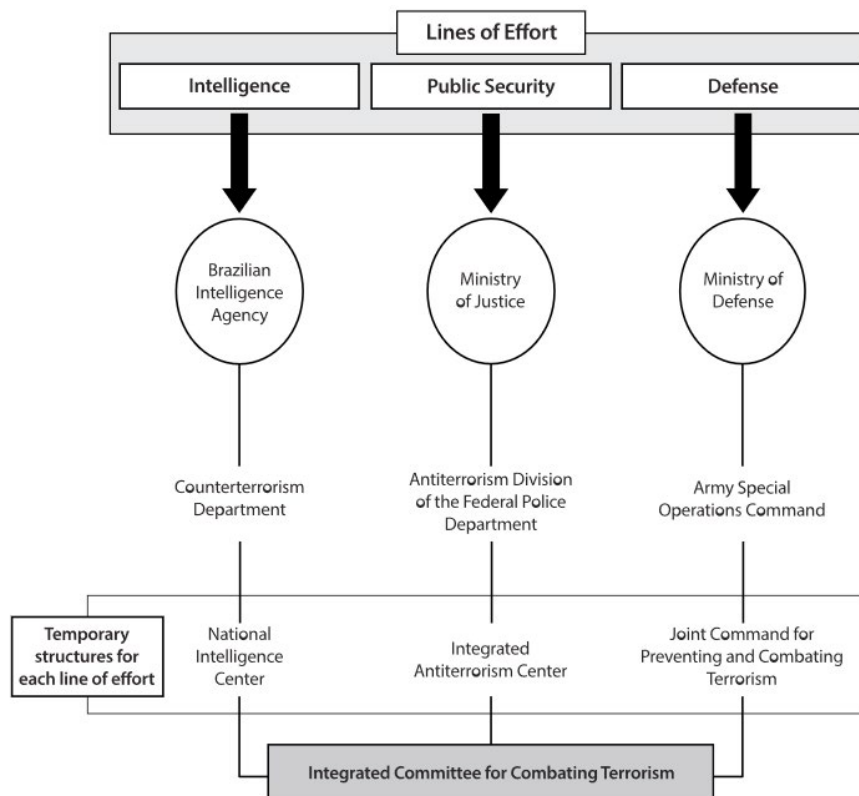 Lines of Effort
Intelligence
Public Security
Defense
Brazilian
Intelligence
Agency
Ministry
of Justice
Ministry of
Defense
Counterterrorism
Department
Antiterrorism Division
of the Federal Police
Department
Army Special
Operations Command
Temporary
structures for
each line of effort
National
Intelligence
Center
Integrated
Antiterrorism Center
Joint Command for
Preventing and Combating
Terrorism
Integrated Committee for Combating Terrorism